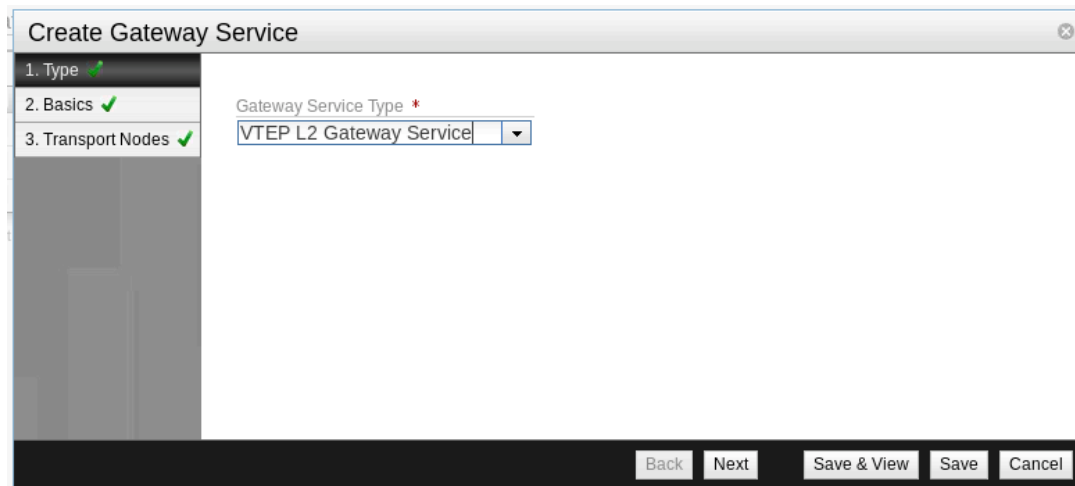 Create Gateway Service
1. Type
2. Basics
3. Transport Nodes
Gateway Service Type *
VTEP L2 Gateway Service
Back Next Save & View Save Cancel